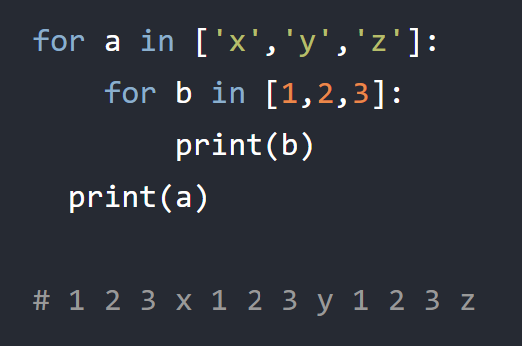 for a in ['x','y','z']:
    for b in [1,2,3]:
        print(b)
  print(a)

# 1 2 3 x 1 2 3 y 1 2 3 z